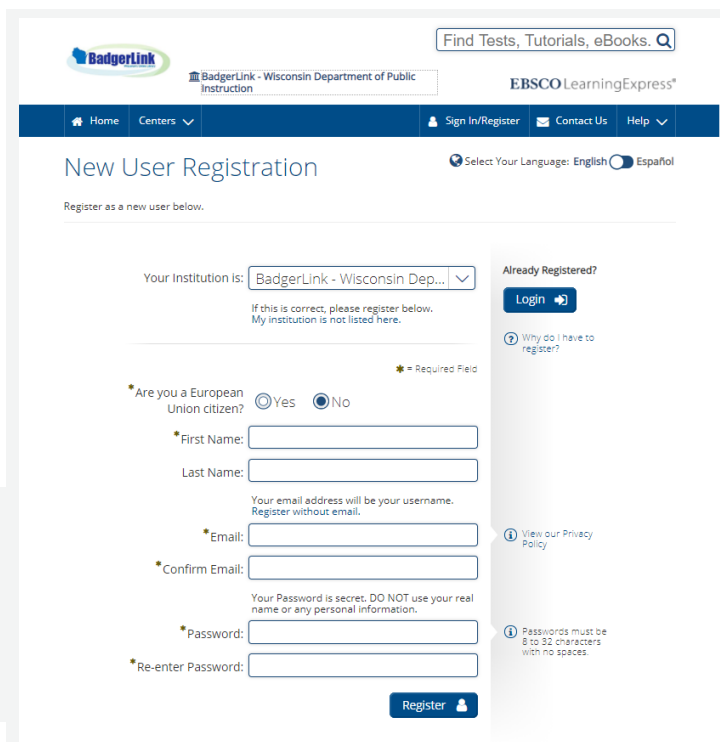 Find Tests, Tutorials, eBooks.
BadgerLink
BadgerLink - Wisconsin Department of Public
Instruction
EBSCO LearningExpress®
Home Centers Sign In/Register Contact Us Help
New User Registration
Select Your Language: English Español
Register as a new user below.
Your Institution is: BadgerLink - Wisconsin Dep...
If this is correct, please register below.
My institution is not listed here.
Already Registered?
Login
Why do I have to
register?
* = Required Field
*Are you a European
Union citizen?
Yes No
*First Name:
Last Name:
Your email address will be your username.
Register without email.
*Email:
View our Privacy
Policy
*Confirm Email:
Your Password is secret. DO NOT use your real
name or any personal information.
*Password:
Passwords must be
8 to 32 characters
with no spaces.
*Re-enter Password:
Register